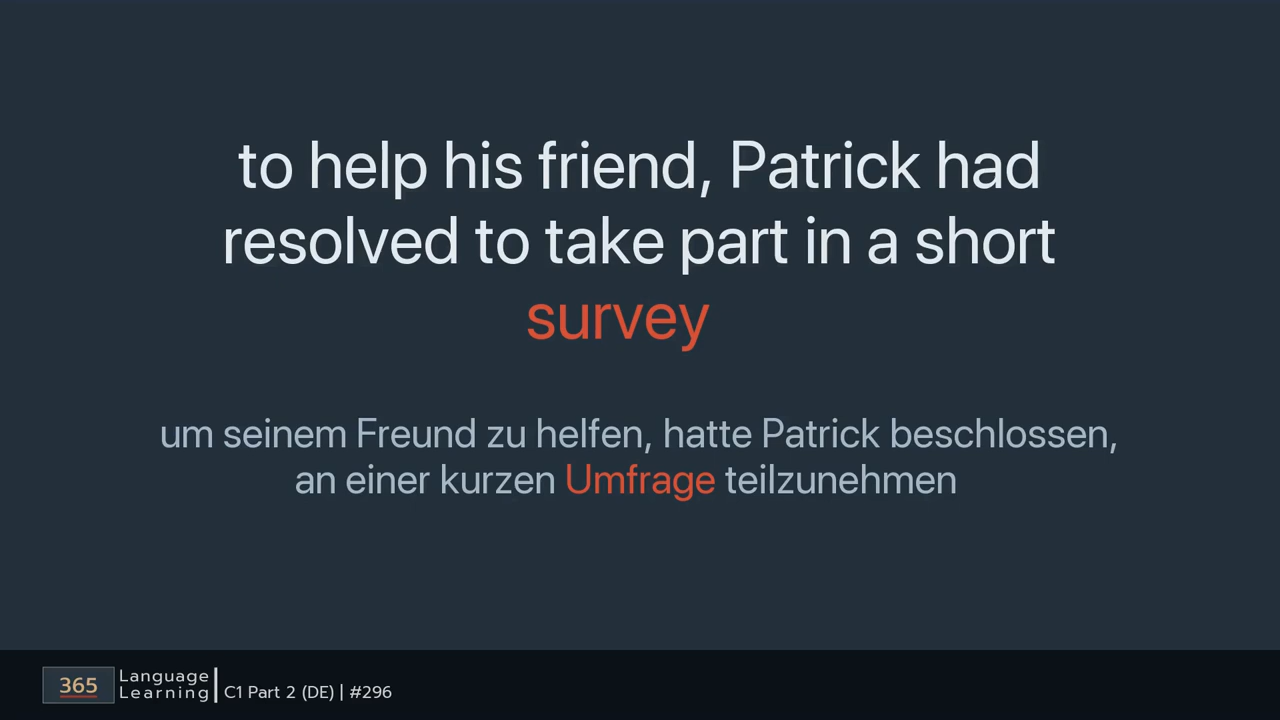 to help his friend, Patrick had
resolved to take part in a short
survey
um seinem Freund zu helfen, hatte Patrick beschlossen,
an einer kurzen Umfrage teilzunehmen
365 Language
Learning
C1 Part 2 (DE) | #296